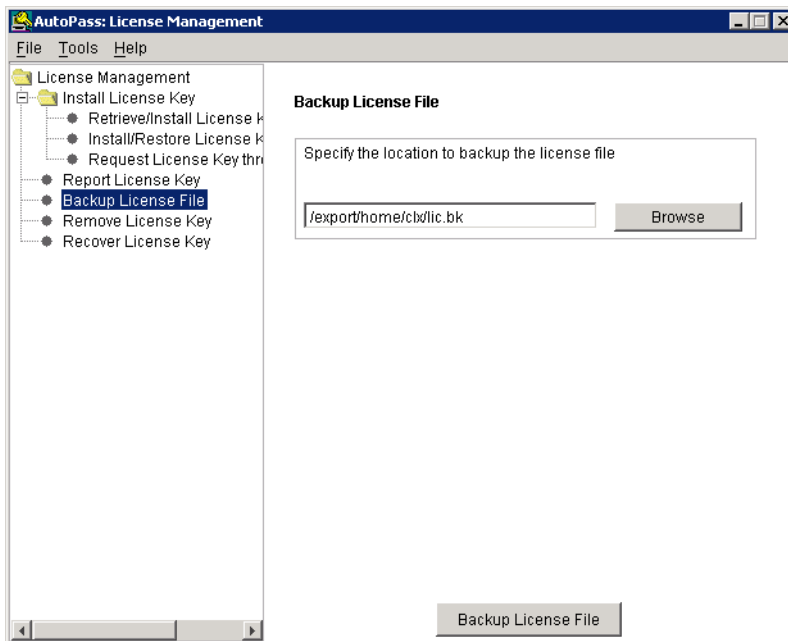 AutoPass: License Management
File Tools Help
License Management
Install License Key
Retrieve/Install License K
Install/Restore License K
Request License Key thr
Report License Key
Backup License File
Remove License Key
Recover License Key
Backup License File
Specify the location to backup the license file
/export/home/clx/lic.bk
Browse
Backup License File